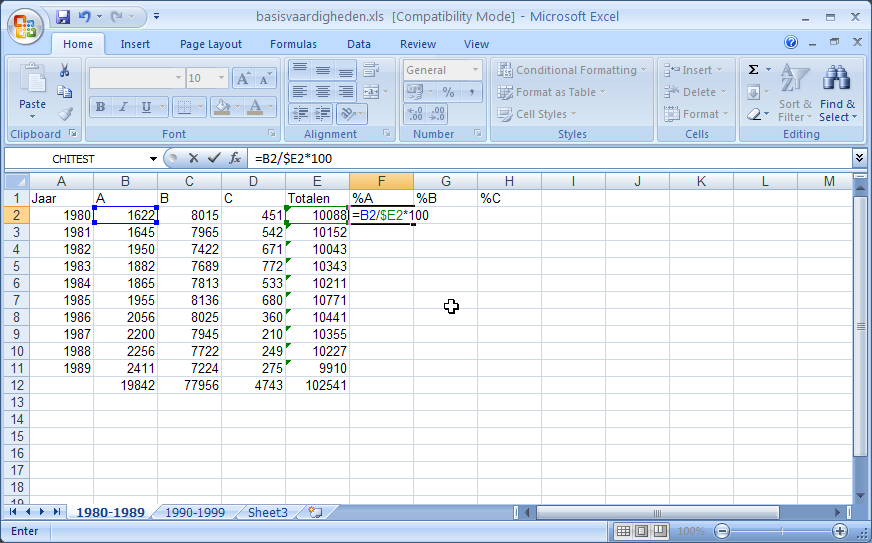 basisvaardigheden.xls [Compatibility Mode] - Microsoft Excel
Home Insert Page Layout Formulas Data Review View
Paste
10
B I U
General
% ,
Conditional Formatting
Format as Table
Cell Styles
Insert
Delete
Format
Σ
Sort & Filter
Find & Select
Clipboard Font Alignment Number Styles Cells Editing
CHITEST fx =B2/$E2*100
A B C D E F G H I J K L M
1 Jaar A B C Totalen %A %B %C
2 1980 1622 8015 451 10088 =B2/$E2*100
3 1981 1645 7965 542 10152
4 1982 1950 7422 671 10043
5 1983 1882 7689 772 10343
6 1984 1865 7813 533 10211
7 1985 1955 8136 680 10771
8 1986 2056 8025 360 10441
9 1987 2200 7945 210 10355
10 1988 2256 7722 249 10227
11 1989 2411 7224 275 9910
12 19842 77956 4743 102541
13
14
15
16
17
18
1980-1989 1990-1999 Sheet3
Enter 100%